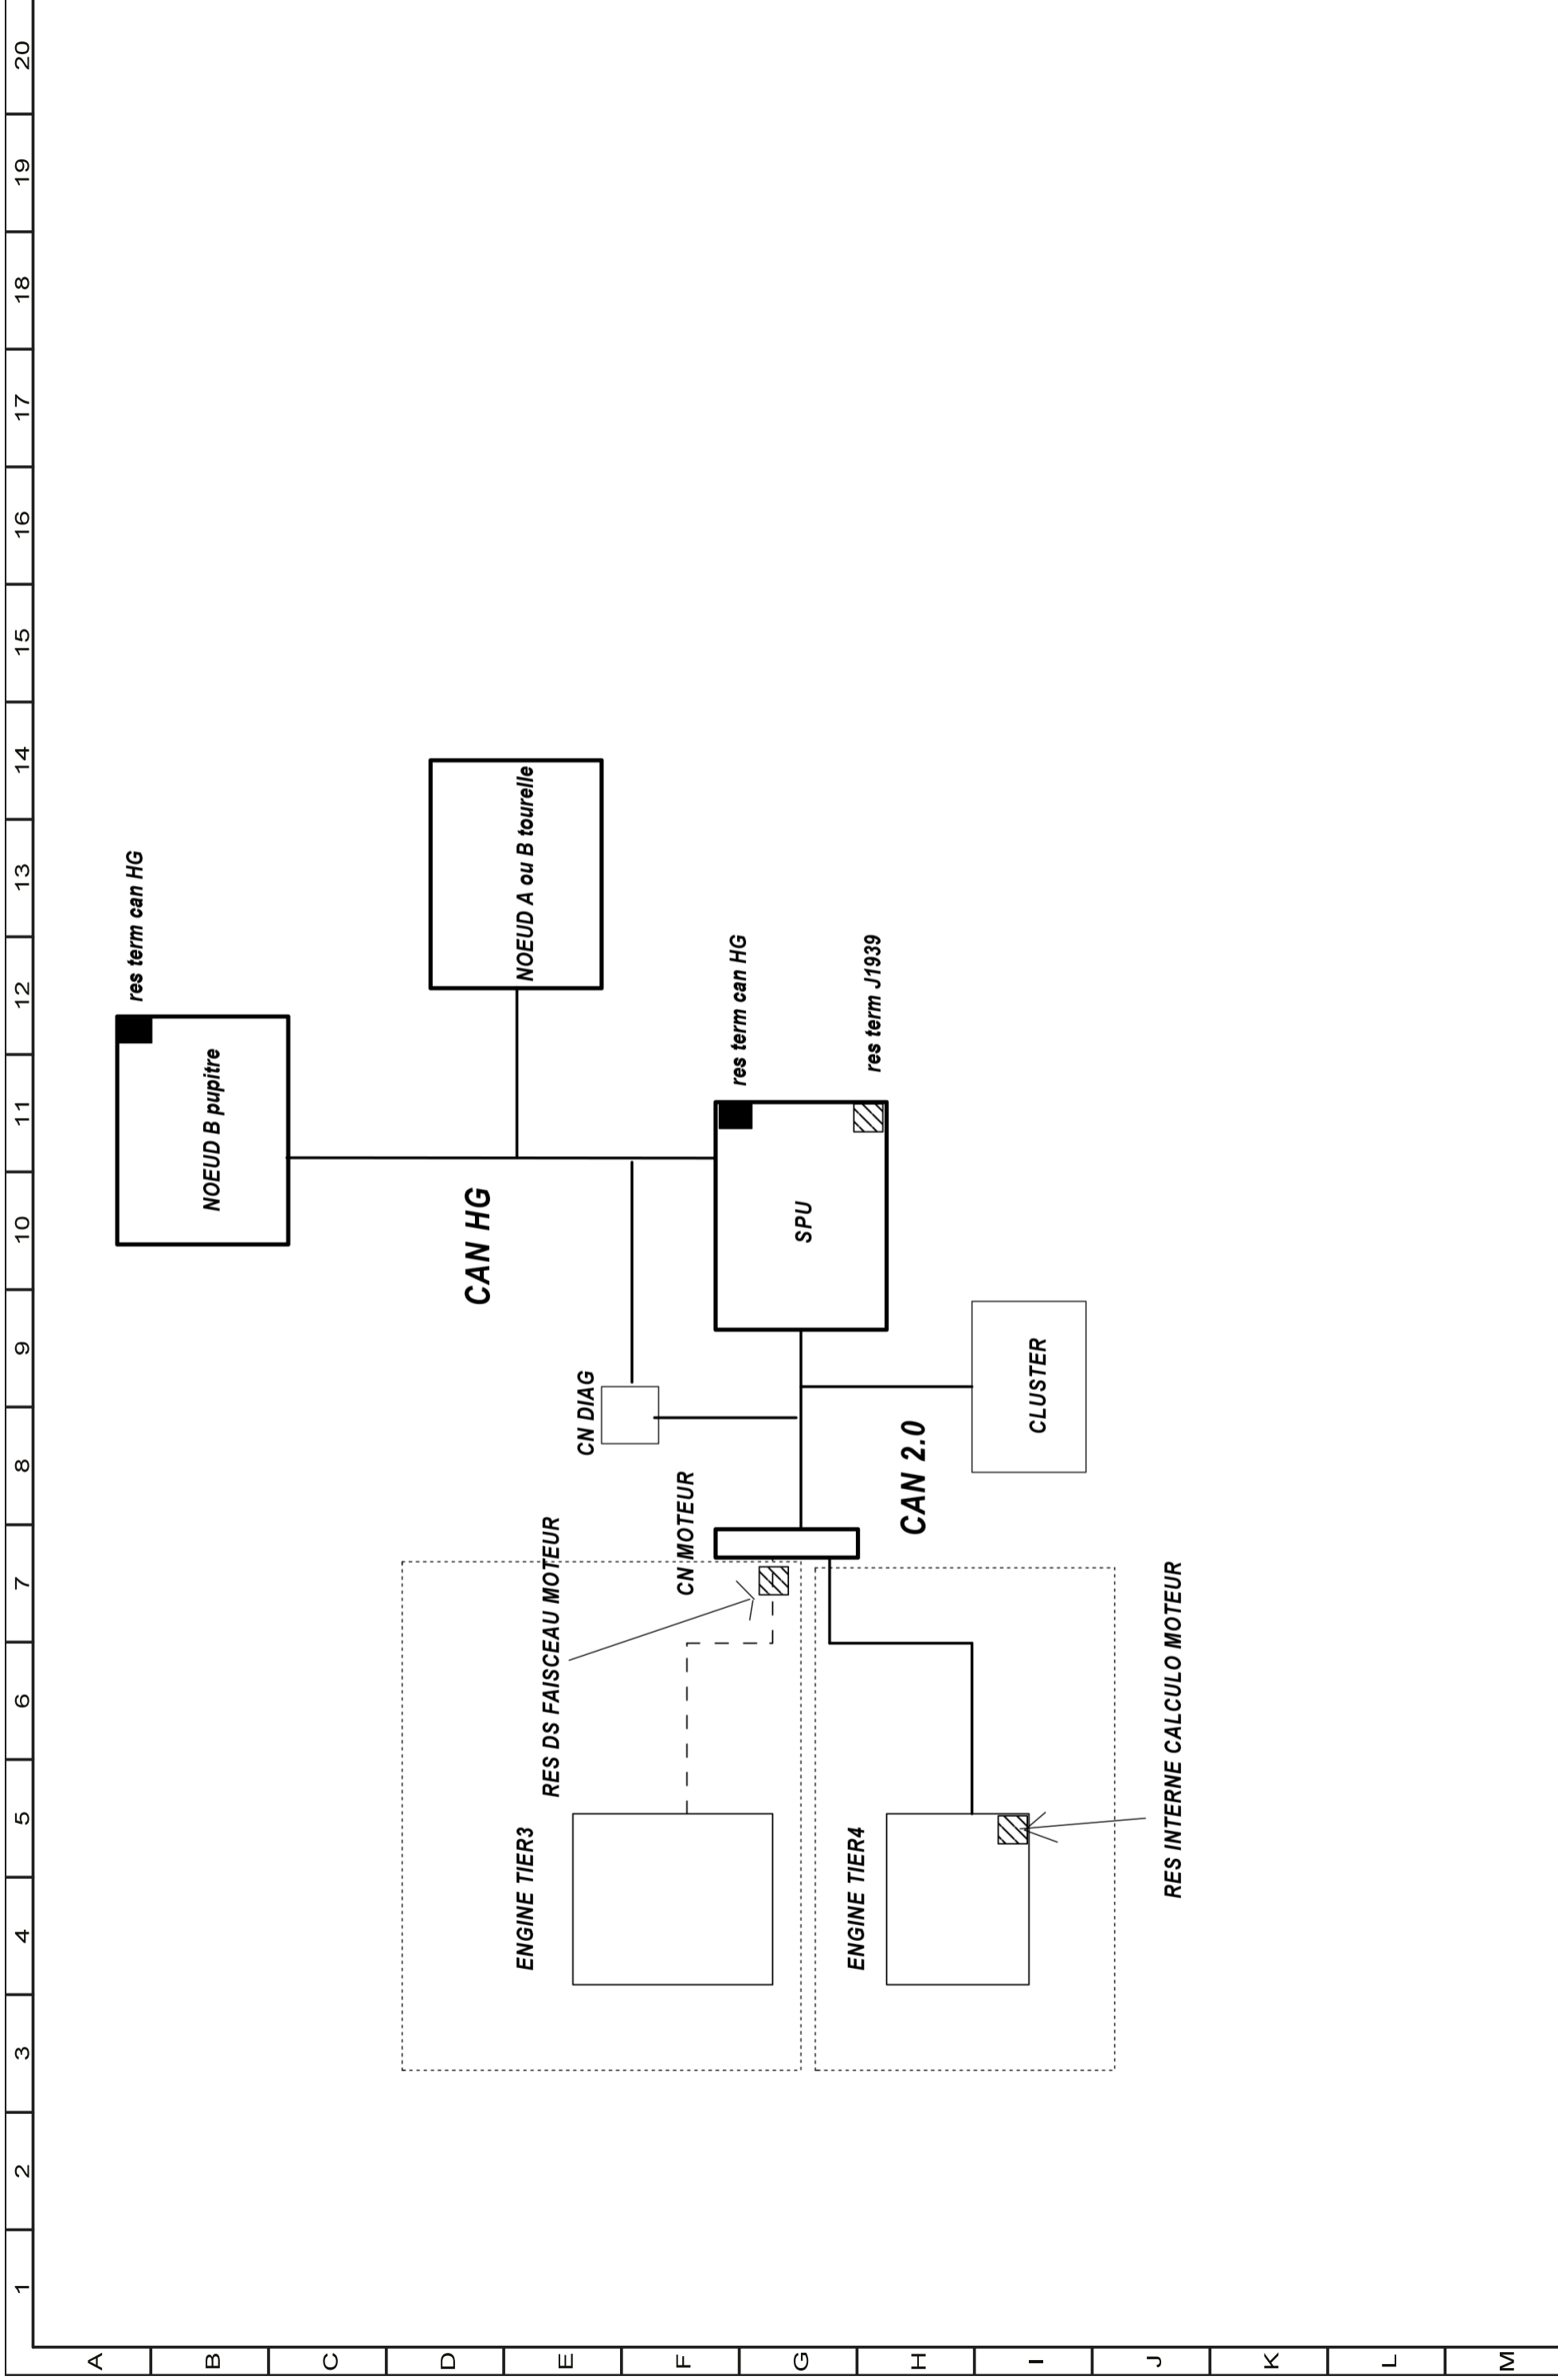 1
2
3
4
5
6
7
8
9
10
11
12
13
14
15
16
17
18
19
20
A
B
C
D
E
F
G
H
I
J
K
L
M
res term can HG
NOEUD B pupitre
CAN HG
NOEUD A ou B tourelle
ENGINE TIER3
RES DS FAISCEAU MOTEUR
CN DIAG
CN MOTEUR
res term can HG
SPU
res term J1939
ENGINE TIER4
CAN 2.0
CLUSTER
RES INTERNE CALCULO MOTEUR